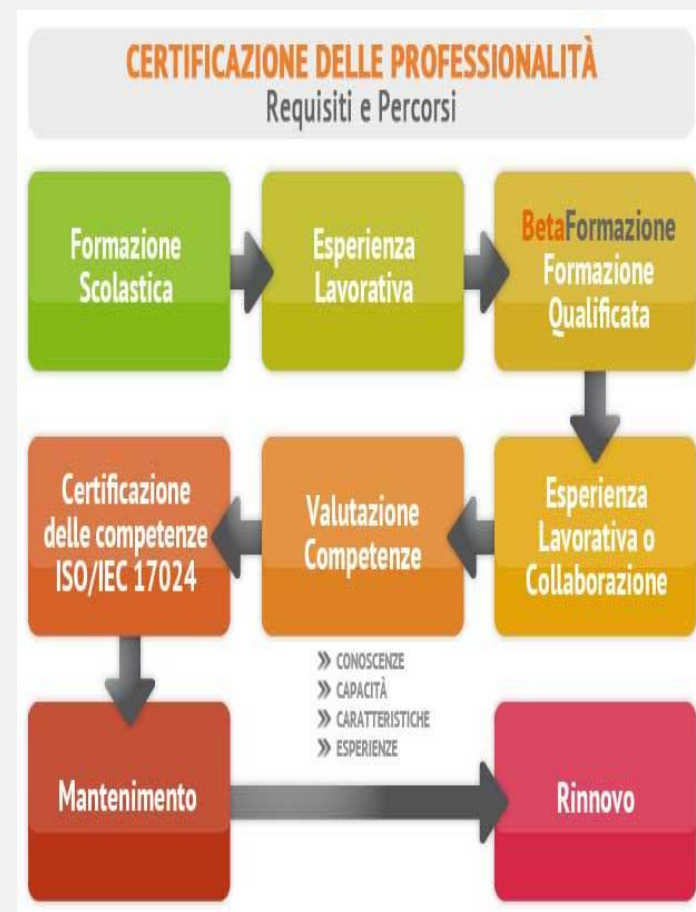 CERTIFICAZIONE DELLE PROFESSIONALITÀ
Requisiti e Percorsi
Formazione
Scolastica
Esperienza
Lavorativa
BetaFormazione
Formazione
Qualificata
Esperienza
Lavorativa o
Collaborazione
Valutazione
Competenze
» CONOSCENZE
» CAPACITÀ
» CARATTERISTICHE
» ESPERIENZE
Certificazione
delle competenze
ISO/IEC 17024
Mantenimento
Rinnovo